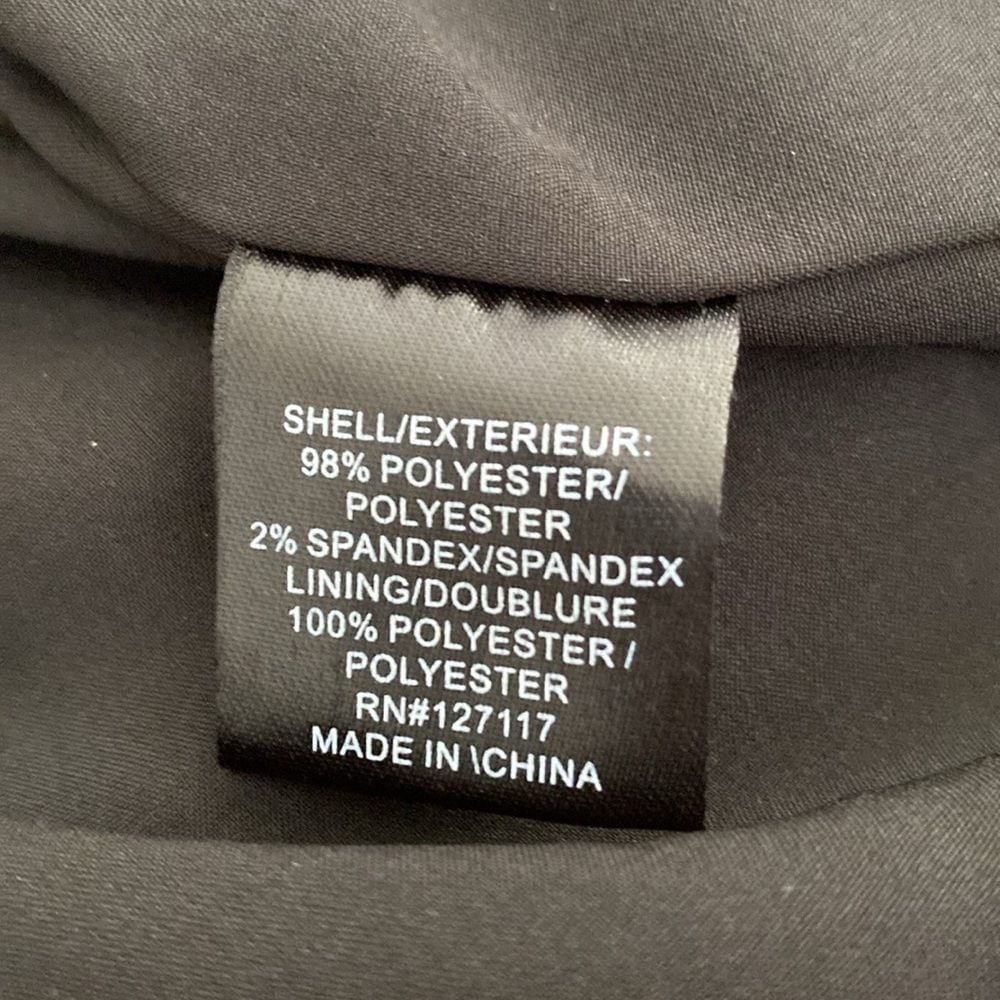 SHELL/EXTERIEUR:
98% POLYESTER/
POLYESTER
2% SPANDEX/SPANDEX
LINING/DOUBLURE
100% POLYESTER /
POLYESTER
RN#127117
MADE IN \CHINA